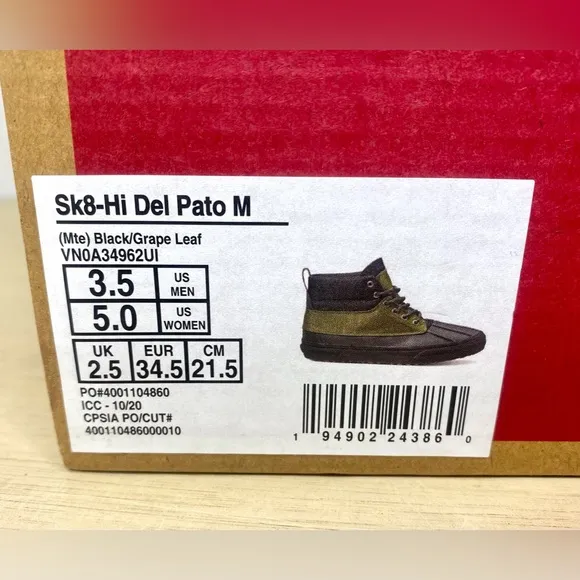 Sk8-Hi Del Pato M
(Mte) Black/Grape Leaf
VN0A34962UI
3.5 US MEN
5.0 US WOMEN
UK EUR CM
2.5 34.5 21.5
PO#4001104860
ICC - 10/20
CPSIA PO/CUT#
400110486000010
1 94902 24386 0